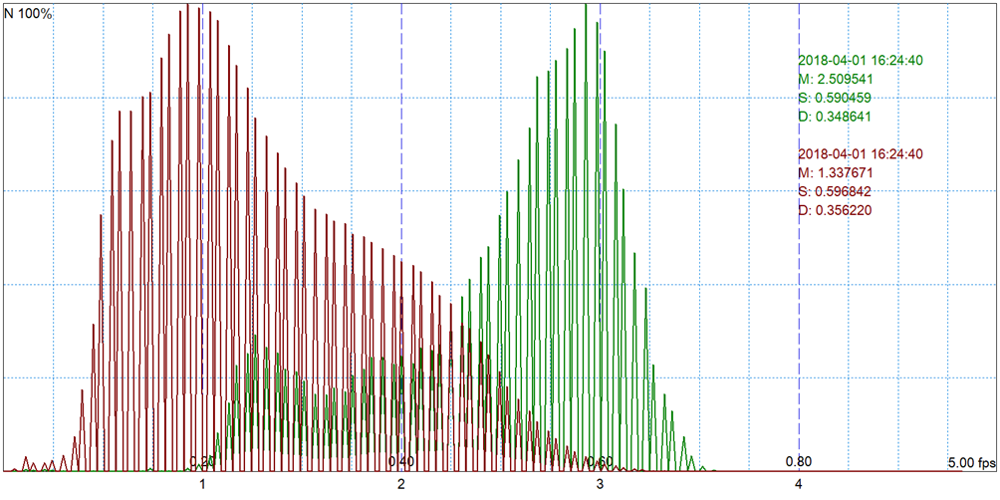 N 100%
2018-04-01 16:24:40
M: 2.509541
S: 0.590459
D: 0.348641
2018-04-01 16:24:40
M: 1.337671
S: 0.596842
D: 0.356220
0.20 0.40 0.60 0.80 5.00 fps
1 2 3 4